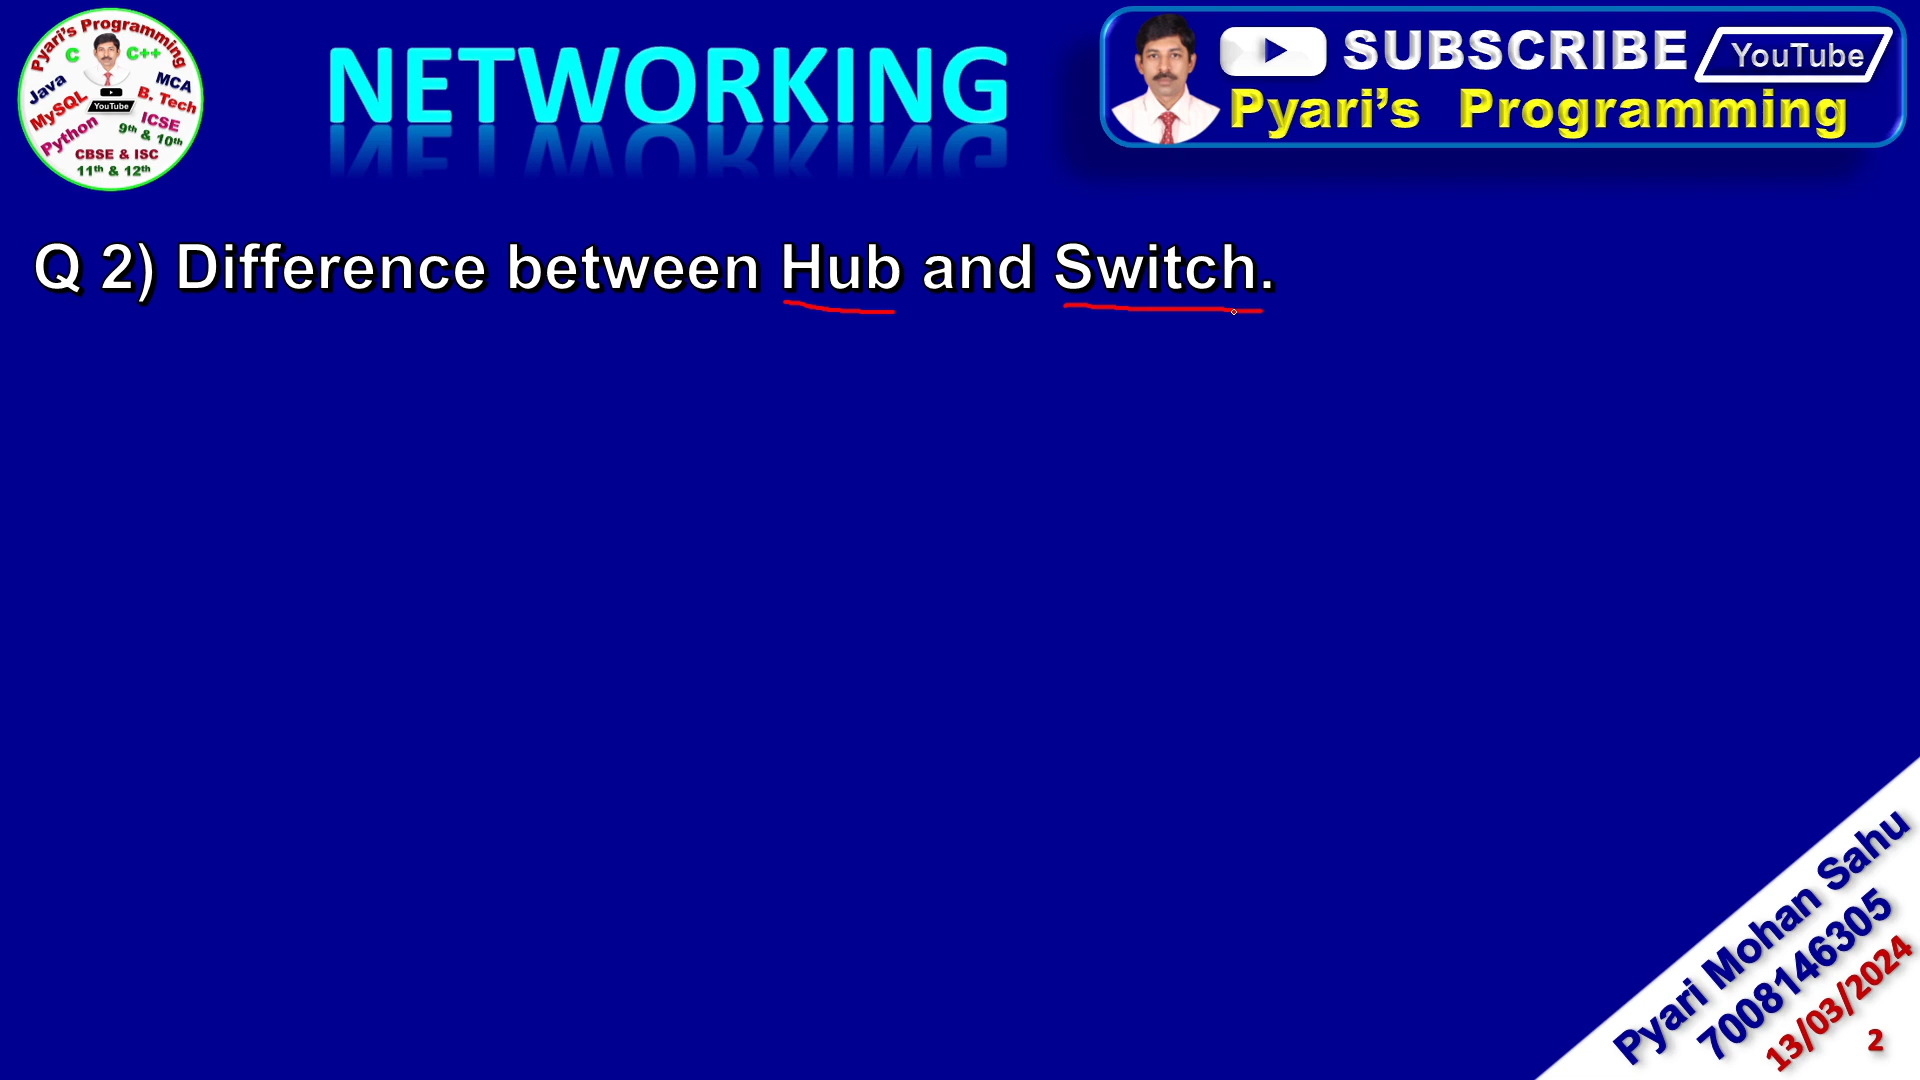 Pyari's Programming
C
C++
Java
MCA
MySQL
B. Tech
YouTube
Python
ICSE
9th & 10th
CBSE & ISC
11th & 12th
NETWORKING
SUBSCRIBE YouTube
Pyari's Programming
Q 2) Difference between Hub and Switch.
Pyari Mohan Sahu
7008146305
13/03/2024
2